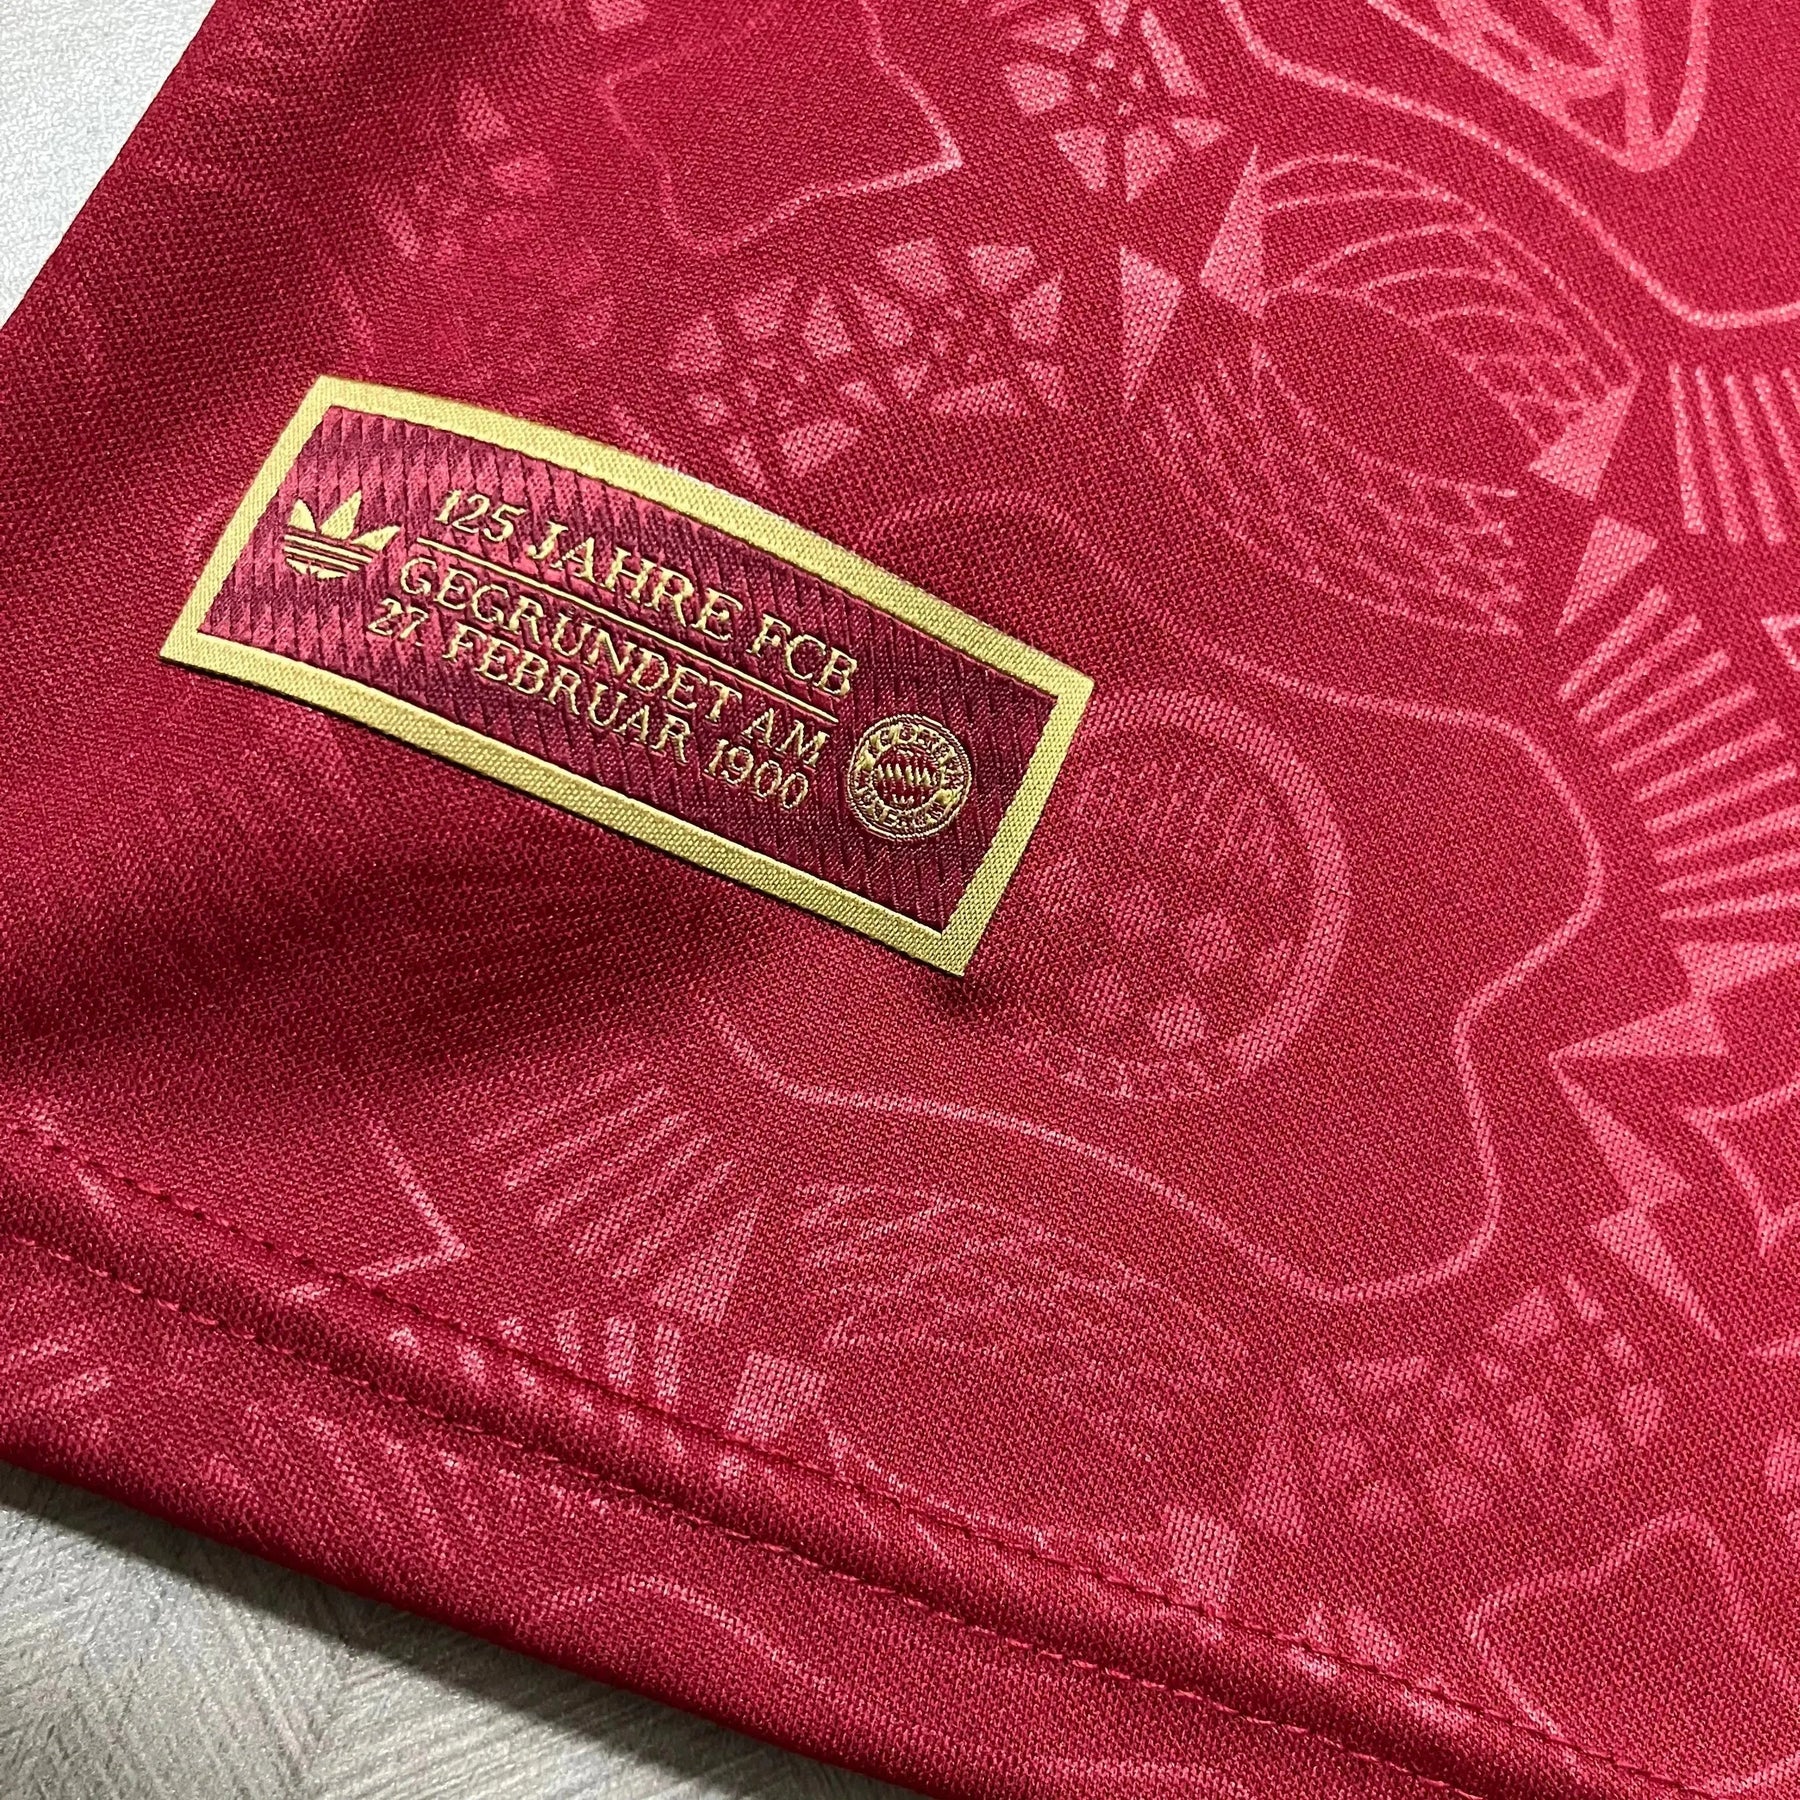 125 JAHRE FCB
GEGRÜNDET AM
27. FEBRUAR 1900